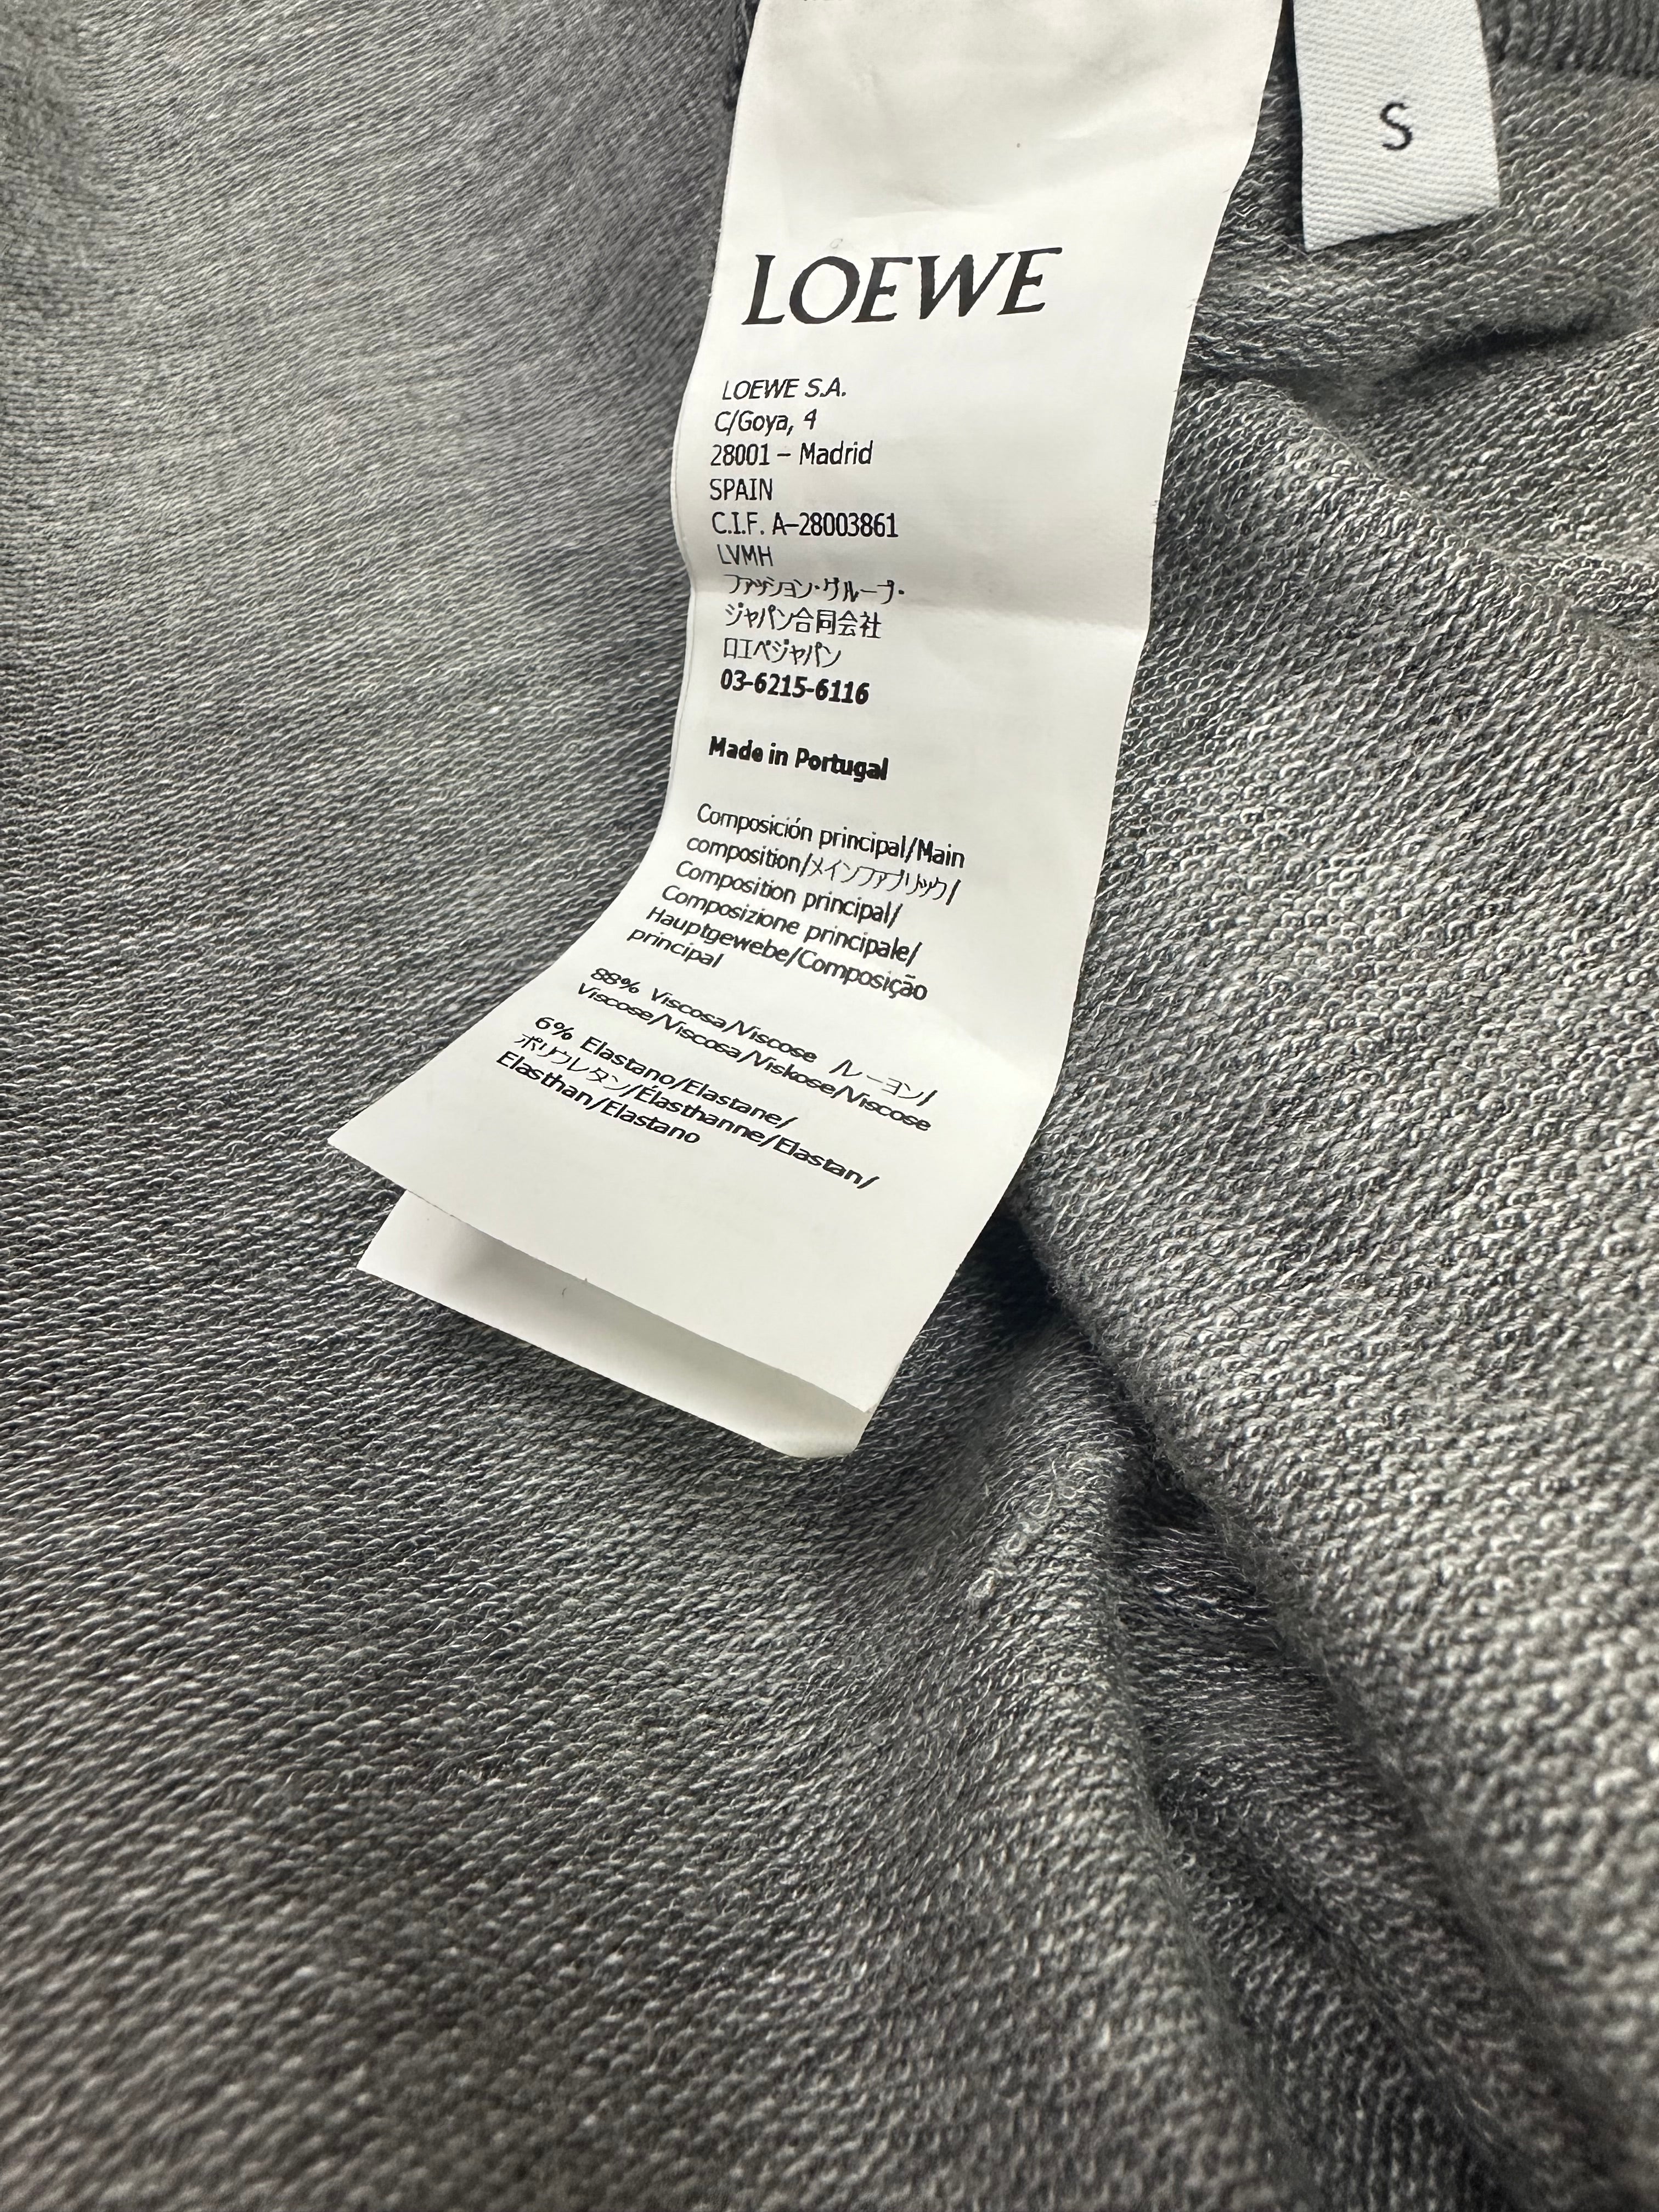 LOEWE
S
LOEWE S.A.
C/Goya, 4
28001 – Madrid
SPAIN
C.I.F. A–28003861
LVMH
ファッション・グループ・
ジャパン合同会社
ロエベジャパン
03-6215-6116
Made in Portugal
Composición principal/Main
composition/メインファブリック/
Composition principal/
Composizione principale/
Hauptgewebe/Composição
principal
88% Viscosa/Viscose /レーヨン/
Viscose/Viscosa/Viskose/Viscose
6% Elastano/Elastane/
ポリウレタン/Élasthanne/Elastan/
Elasthan/Elastano